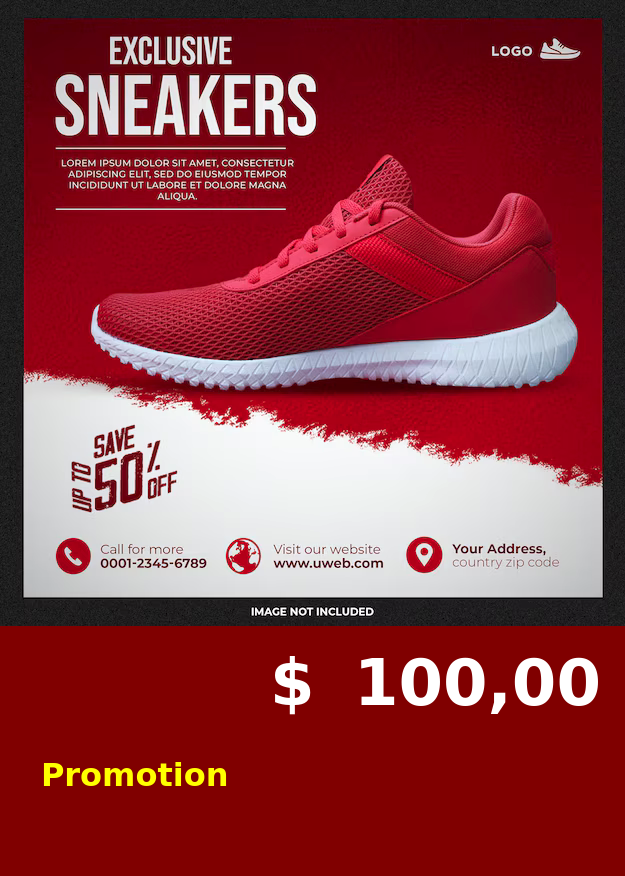 EXCLUSIVE
SNEAKERS
LOGO
LOREM IPSUM DOLOR SIT AMET, CONSECTETUR
ADIPISCING ELIT, SED DO EIUSMOD TEMPOR
INCIDIDUNT UT LABORE ET DOLORE MAGNA
ALIQUA.
SAVE
UP TO 50% OFF
Call for more
0001-2345-6789
Visit our website
www.uweb.com
Your Address,
country zip code
IMAGE NOT INCLUDED
$ 100,00
Promotion